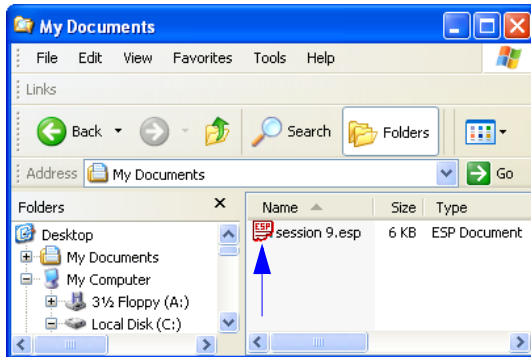 My Documents
File Edit View Favorites Tools Help
Links
Back Search Folders
Address My Documents Go
Folders Name Size Type
Desktop ESP session 9.esp 6 KB ESP Document
My Documents
My Computer
3½ Floppy (A:)
Local Disk (C:)